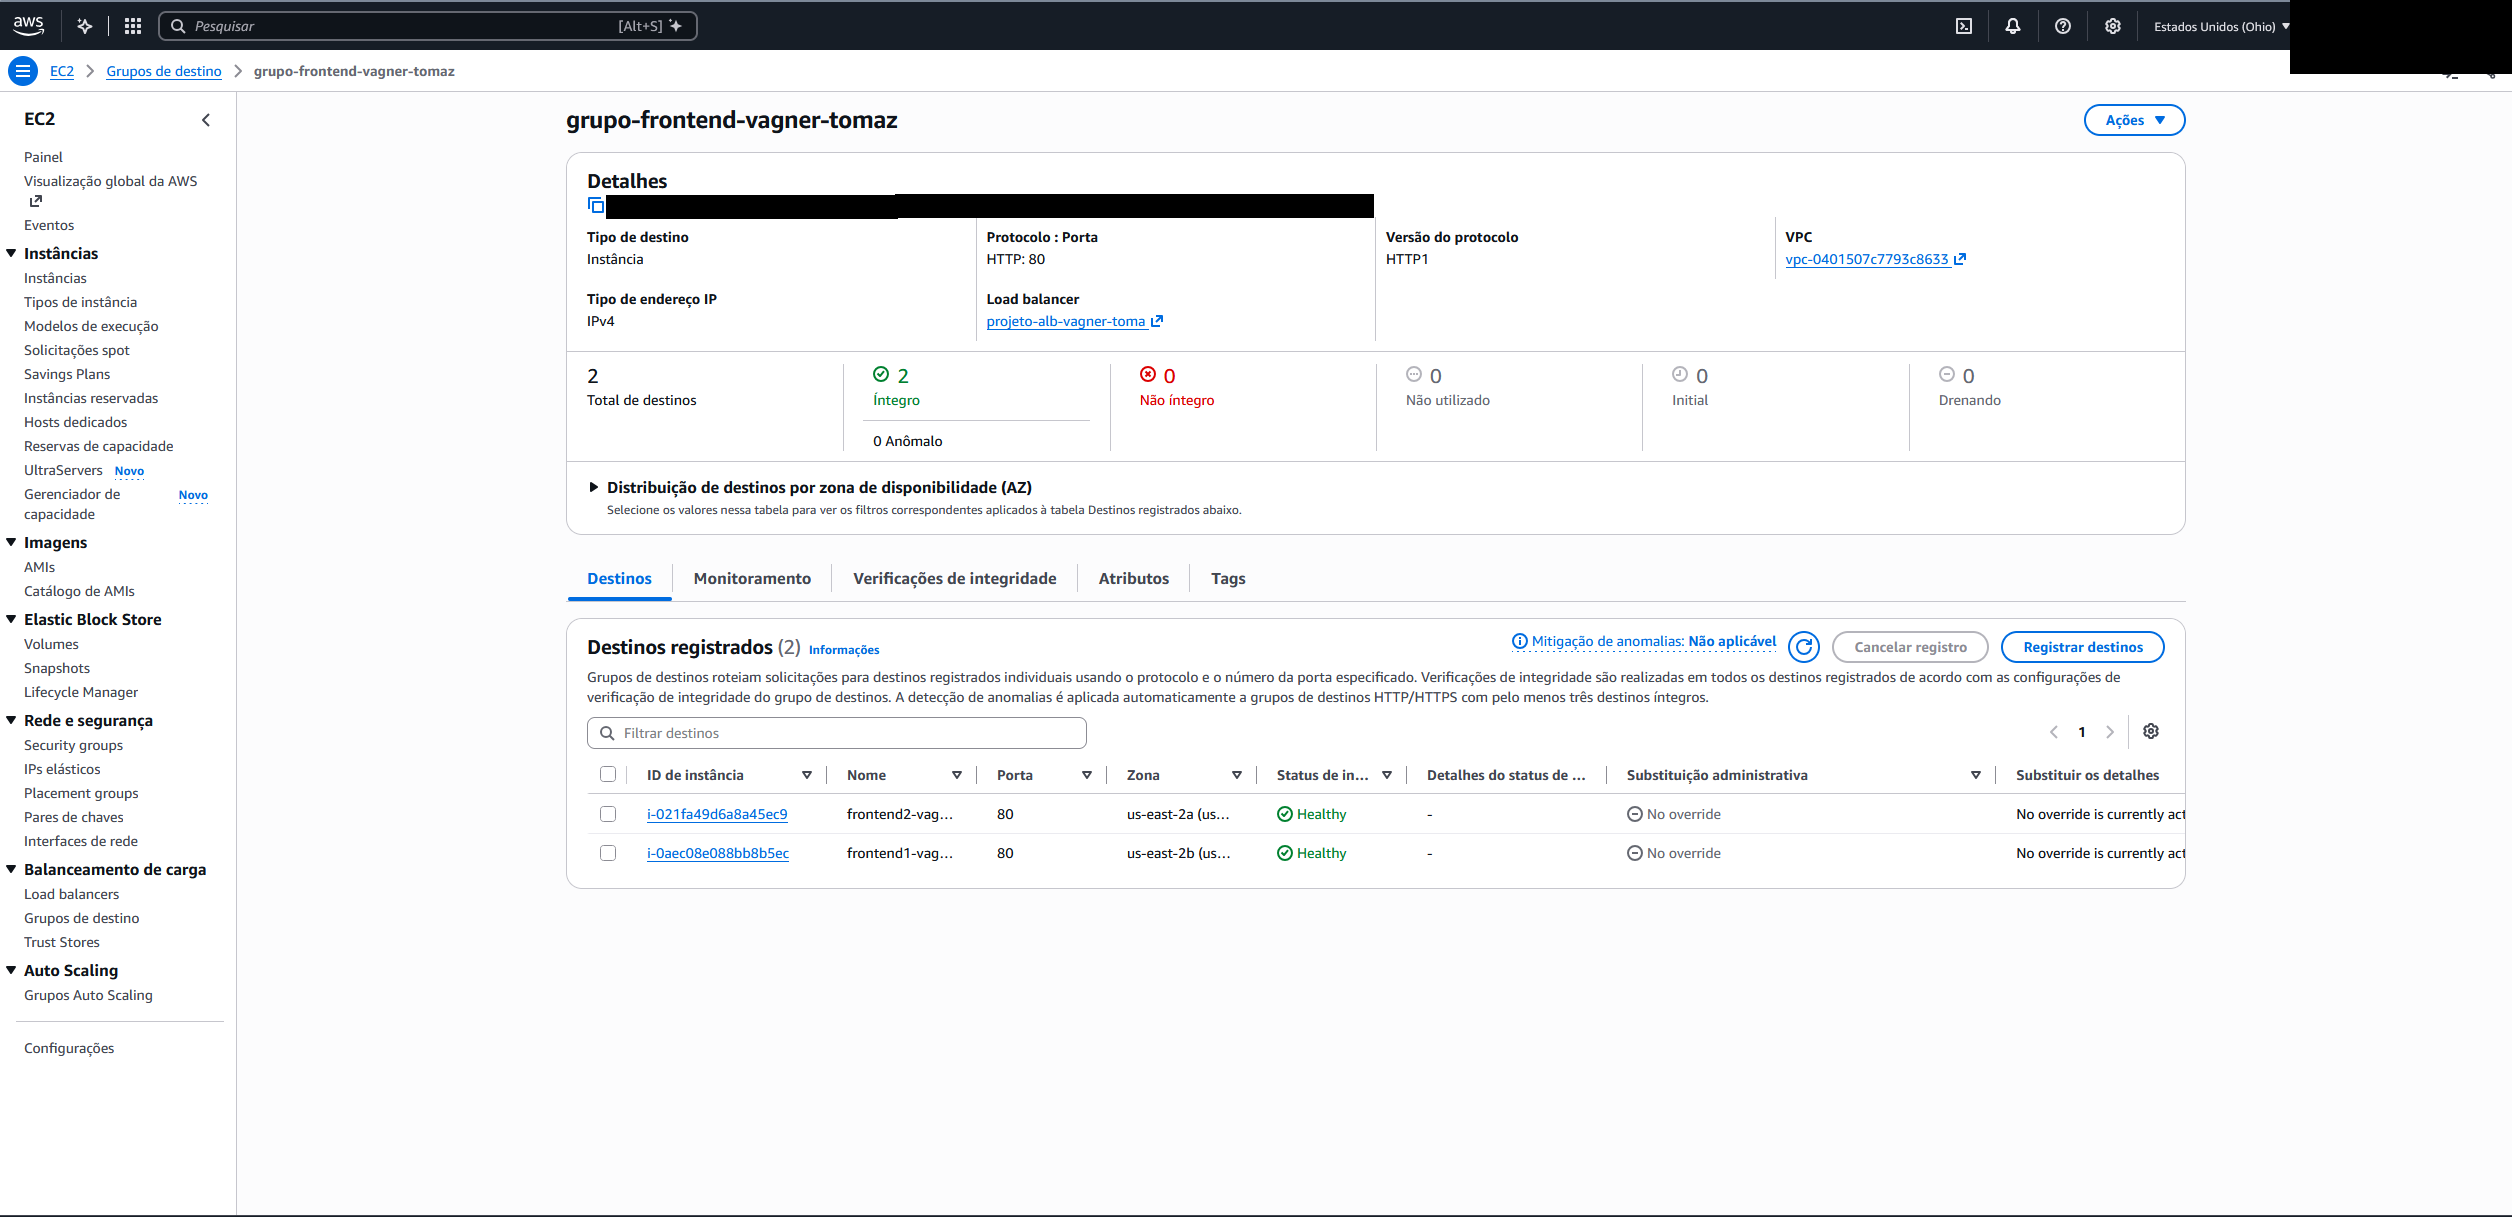 aws
Pesquisar
[Alt+S]
Estados Unidos (Ohio)
EC2
Grupos de destino
grupo-frontend-vagner-tomaz
EC2
Painel
Visualização global da AWS
Eventos
Instâncias
Instâncias
Tipos de instância
Modelos de execução
Solicitações spot
Savings Plans
Instâncias reservadas
Hosts dedicados
Reservas de capacidade
UltraServers Novo
Gerenciador de capacidade Novo
Imagens
AMIs
Catálogo de AMIs
Elastic Block Store
Volumes
Snapshots
Lifecycle Manager
Rede e segurança
Security groups
IPs elásticos
Placement groups
Pares de chaves
Interfaces de rede
Balanceamento de carga
Load balancers
Grupos de destino
Trust Stores
Auto Scaling
Grupos Auto Scaling
Configurações
grupo-frontend-vagner-tomaz
Ações
Detalhes
Tipo de destino
Instância
Protocolo : Porta
HTTP: 80
Versão do protocolo
HTTP1
VPC
vpc-0401507c7793c8633
Tipo de endereço IP
IPv4
Load balancer
projeto-alb-vagner-toma
2
Total de destinos
2
Íntegro
0 Anômalo
0
Não íntegro
0
Não utilizado
0
Initial
0
Drenando
Distribuição de destinos por zona de disponibilidade (AZ)
Selecione os valores nessa tabela para ver os filtros correspondentes aplicados à tabela Destinos registrados abaixo.
Destinos
Monitoramento
Verificações de integridade
Atributos
Tags
Destinos registrados (2) Informações
Mitigação de anomalias: Não aplicável
Cancelar registro
Registrar destinos
Grupos de destinos roteiam solicitações para destinos registrados individuais usando o protocolo e o número da porta especificado. Verificações de integridade são realizadas em todos os destinos registrados de acordo com as configurações de
verificação de integridade do grupo de destinos. A detecção de anomalias é aplicada automaticamente a grupos de destinos HTTP/HTTPS com pelo menos três destinos íntegros.
Filtrar destinos
1
ID de instância Nome Porta Zona Status de in... Detalhes do status de ... Substituição administrativa Substituir os detalhes
i-021fa49d6a8a45ec9 frontend2-vag... 80 us-east-2a (us... Healthy - No override No override is currently act
i-0aec08e088bb8b5ec frontend1-vag... 80 us-east-2b (us... Healthy - No override No override is currently act